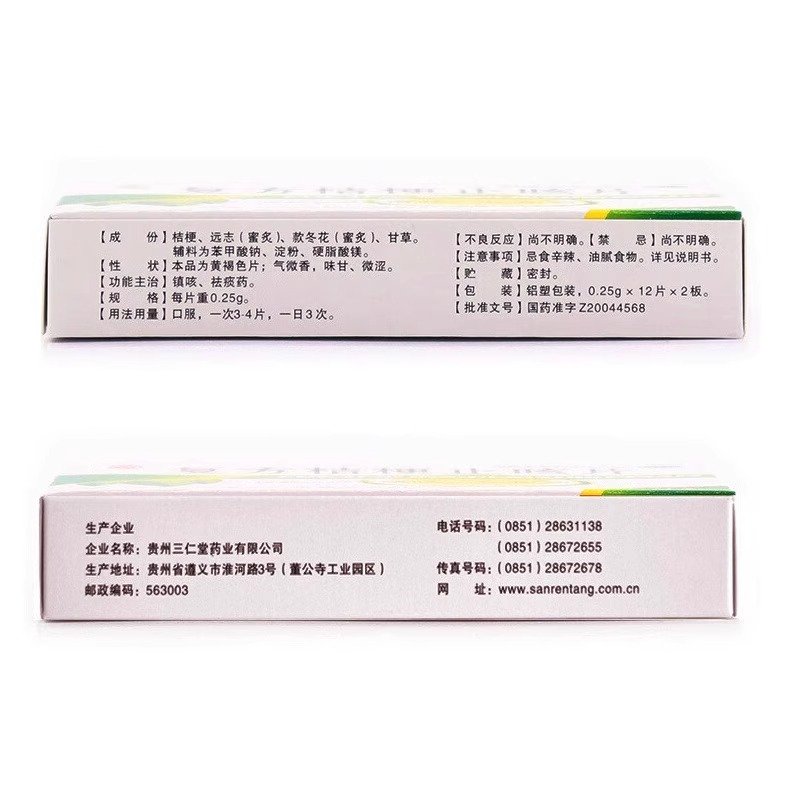 【成　　份】桔梗、远志（蜜炙）、款冬花（蜜炙）、甘草。
辅料为苯甲酸钠、淀粉、硬脂酸镁。
【性　　状】本品为黄褐色片；气微香，味甘、微涩。
【功能主治】镇咳、祛痰药。
【规　　格】每片重0.25g。
【用法用量】口服，一次3-4片，一日3次。
【不良反应】尚不明确。【禁　　忌】尚不明确。
【注意事项】忌食辛辣、油腻食物。详见说明书。
【贮　　藏】密封。
【包　　装】铝塑包装，0.25g×12片×2板。
【批准文号】国药准字Z20044568
生产企业
企业名称：贵州三仁堂药业有限公司
生产地址：贵州省遵义市淮河路3号（董公寺工业园区）
邮政编码：563003
电话号码：（0851）28631138
（0851）28672655
传真号码：（0851）28672678
网　　址：www.sanrentang.com.cn